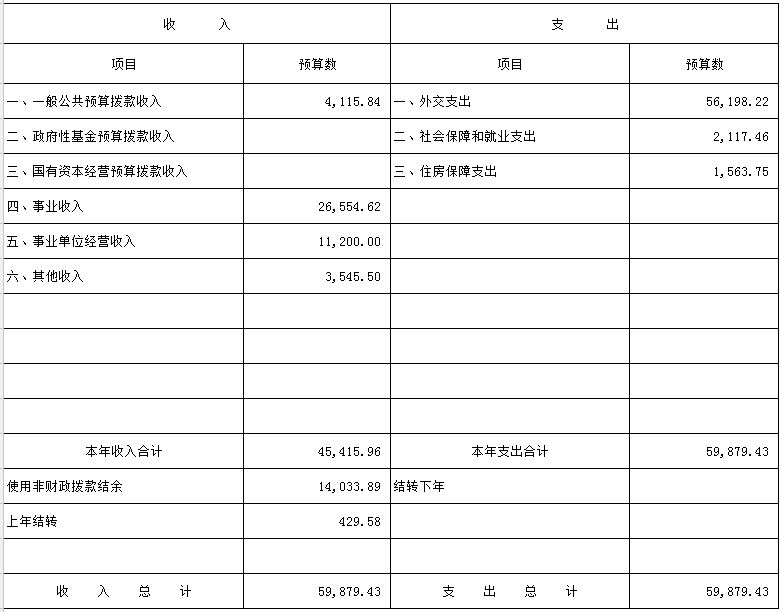 收 入 支 出
项目 预算数 项目 预算数
一、一般公共预算拨款收入 4,115.84 一、外交支出 56,198.22
二、政府性基金预算拨款收入 二、社会保障和就业支出 2,117.46
三、国有资本经营预算拨款收入 三、住房保障支出 1,563.75
四、事业收入 26,554.62
五、事业单位经营收入 11,200.00
六、其他收入 3,545.50
本年收入合计 45,415.96 本年支出合计 59,879.43
使用非财政拨款结余 14,033.89 结转下年
上年结转 429.58
收 入 总 计 59,879.43 支 出 总 计 59,879.43